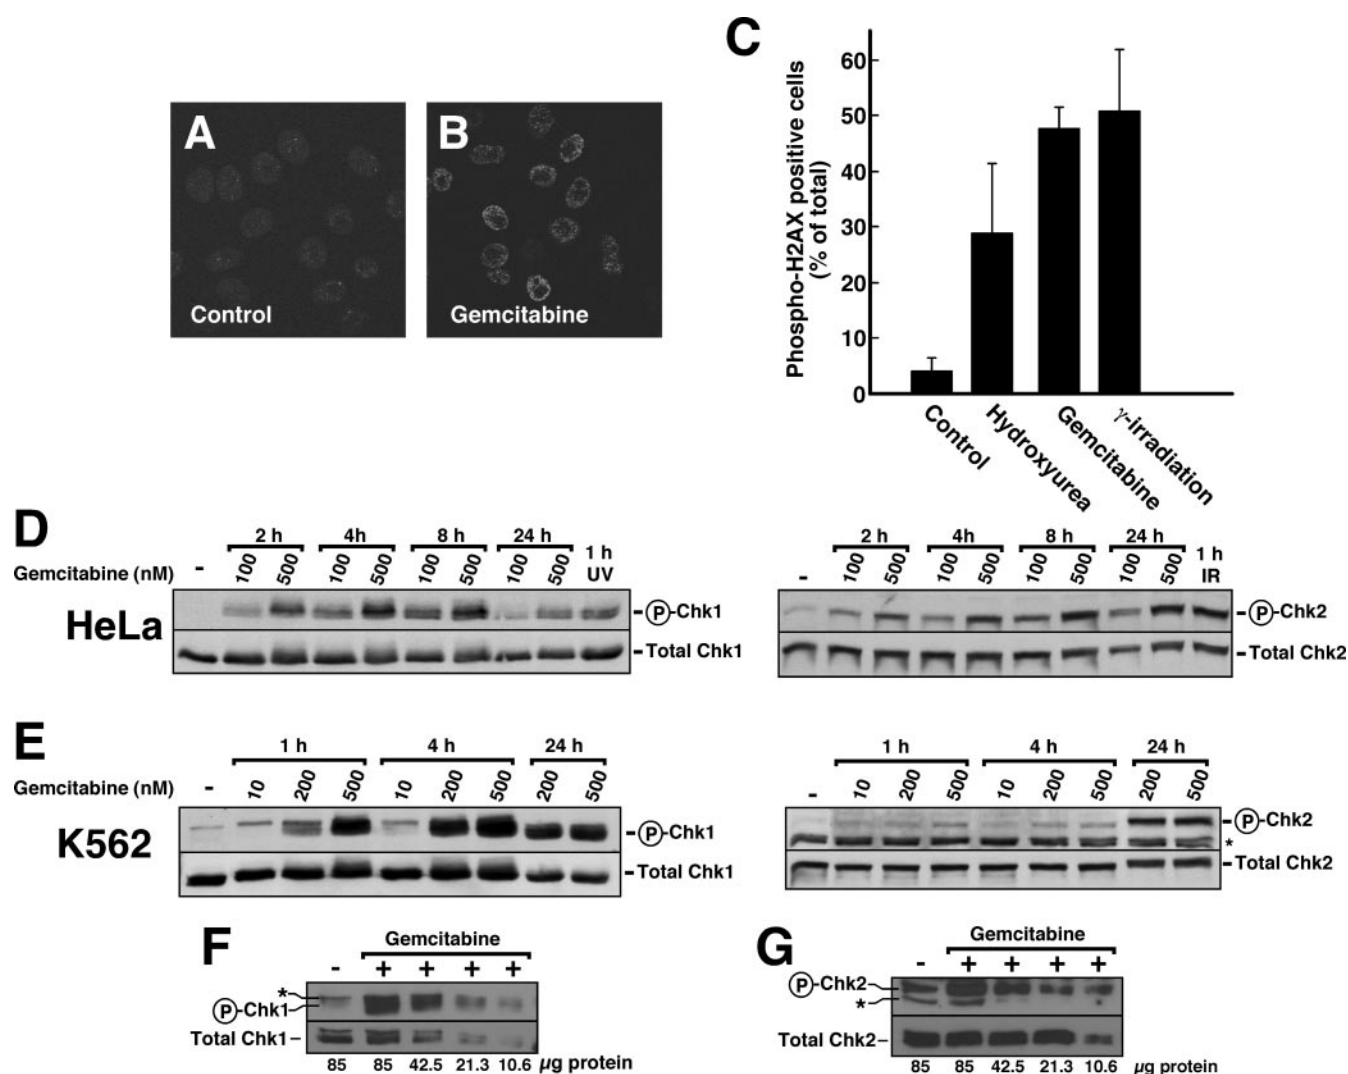 A
Control
B
Gemcitabine
C
Phospho-H2AX positive cells
(% of total)
60
50
40
30
20
10
0
Control
Hydroxyurea
Gemcitabine
γ-irradiation
D
2 h 4h 8 h 24 h 1 h
Gemcitabine (nM) - 100 500 100 500 100 500 100 500 UV
HeLa
P-Chk1
Total Chk1
2 h 4h 8 h 24 h 1 h
- 100 500 100 500 100 500 100 500 IR
P-Chk2
Total Chk2
E
1 h 4 h 24 h
Gemcitabine (nM) - 10 200 500 10 200 500 200 500
K562
P-Chk1
Total Chk1
1 h 4 h 24 h
- 10 200 500 10 200 500 200 500
P-Chk2
*
Total Chk2
F
Gemcitabine
- + + + +
*
P-Chk1
Total Chk1
85 85 42.5 21.3 10.6 µg protein
G
Gemcitabine
- + + + +
P-Chk2
*
Total Chk2
85 85 42.5 21.3 10.6 µg protein